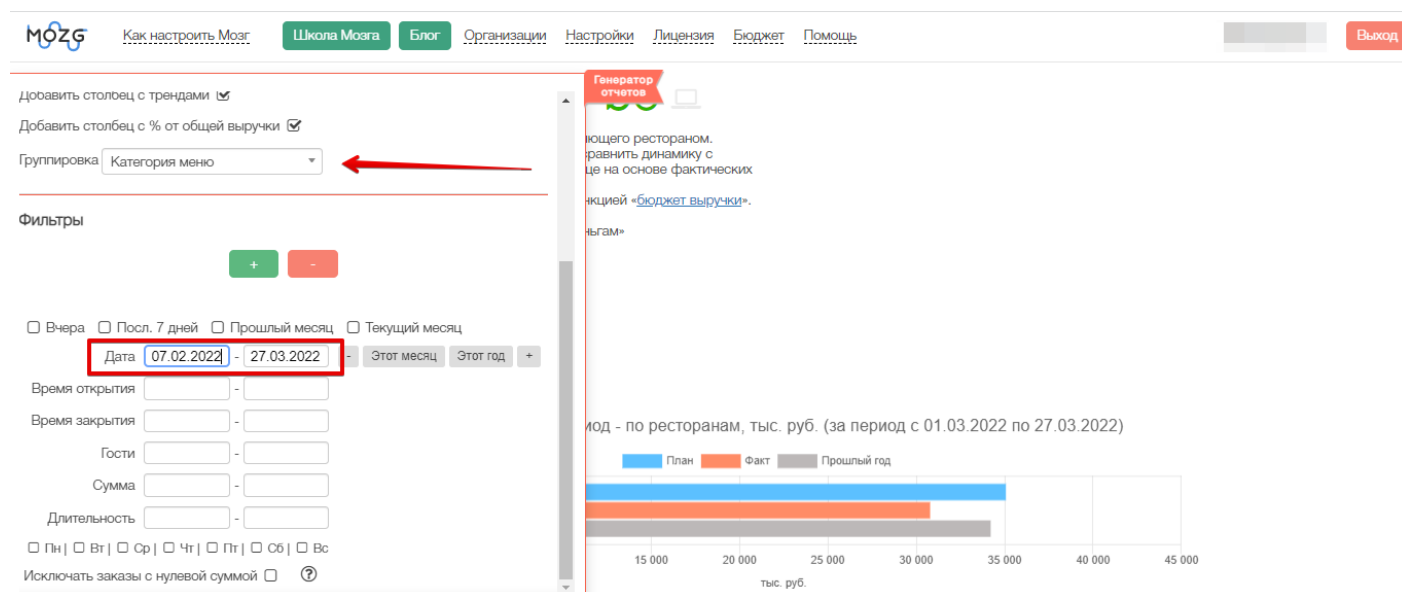 MOZG Как настроить Мозг Школа Мозга Блог Организации Настройки Лицензия Бюджет Помощь Выход
Добавить столбец с трендами
Добавить столбец с % от общей выручки
Группировка Категория меню
Фильтры
+ -
Вчера Посл. 7 дней Прошлый месяц Текущий месяц
Дата 07.02.2022 - 27.03.2022 - Этот месяц Этот год +
Время открытия -
Время закрытия -
Гости -
Сумма -
Длительность -
Пн | Вт | Ср | Чт | Пт | Сб | Вс
Исключать заказы с нулевой суммой ?
Генератор
отчетов
ющего рестораном.
равнить динамику с
це на основе фактических
нкцией «бюджет выручки».
ньгам»
иод - по ресторанам, тыс. руб. (за период с 01.03.2022 по 27.03.2022)
План Факт Прошлый год
15 000 20 000 25 000 30 000 35 000 40 000 45 000
тыс. руб.